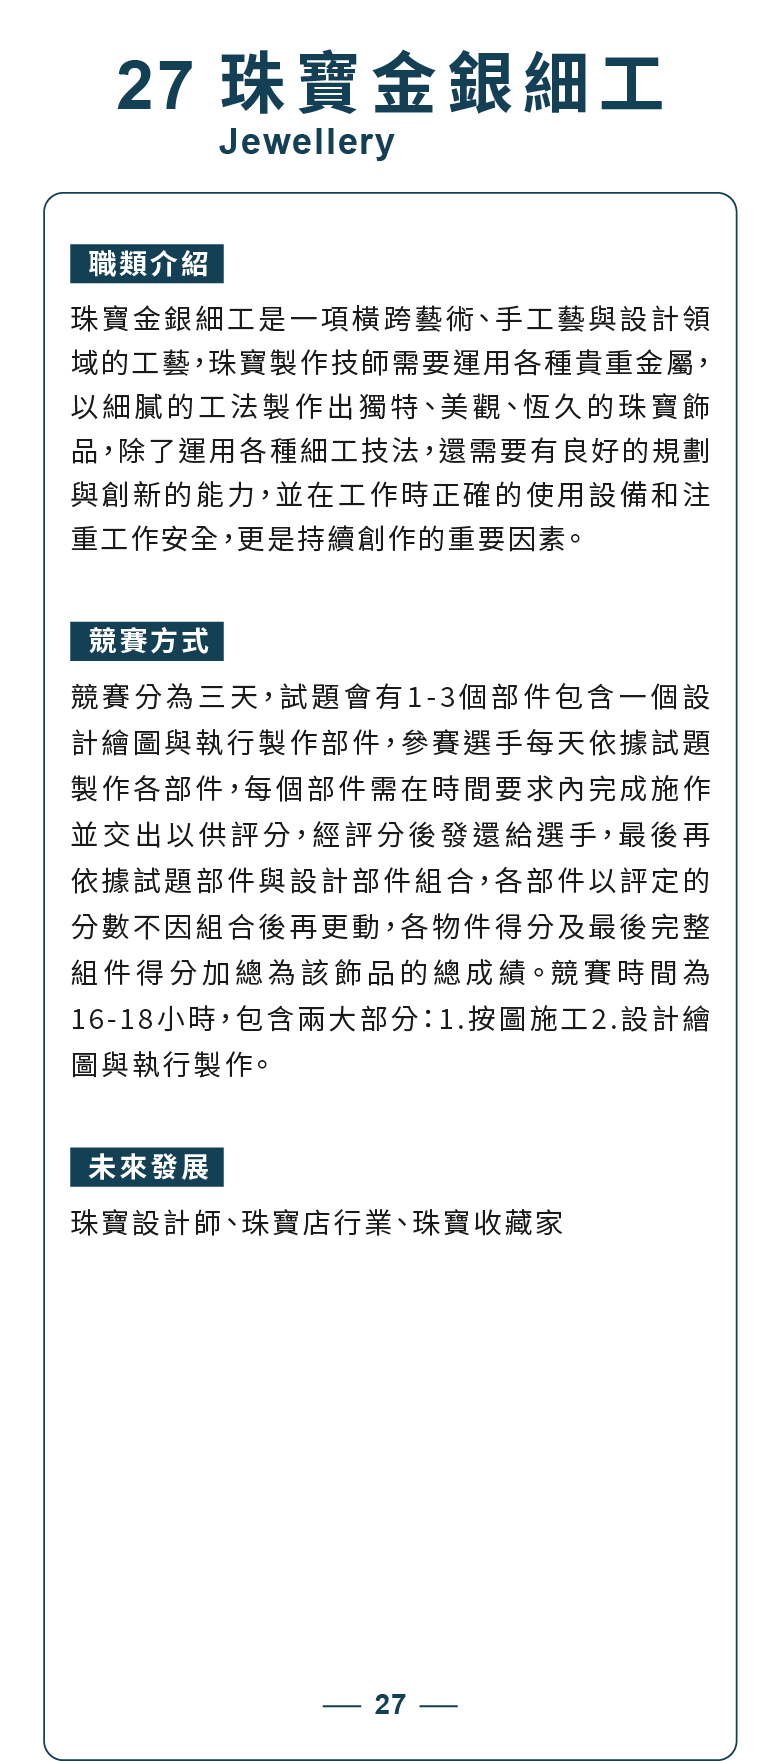 27 珠寶金銀細工
Jewellery
職類介紹
珠寶金銀細工是一項橫跨藝術、手工藝與設計領
域的工藝，珠寶製作技師需要運用各種貴重金屬，
以細膩的工法製作出獨特、美觀、恆久的珠寶飾
品，除了運用各種細工技法，還需要有良好的規劃
與創新的能力，並在工作時正確的使用設備和注
重工作安全，更是持續創作的重要因素。
競賽方式
競賽分為三天，試題會有1-3個部件包含一個設
計繪圖與執行製作部件，參賽選手每天依據試題
製作各部件，每個部件需在時間要求內完成施作
並交出以供評分，經評分後發還給選手，最後再
依據試題部件與設計部件組合，各部件以評定的
分數不因組合後再更動，各物件得分及最後完整
組件得分加總為該飾品的總成績。競賽時間為
16-18小時，包含兩大部分：1.按圖施工2.設計繪
圖與執行製作。
未來發展
珠寶設計師、珠寶店行業、珠寶收藏家
27